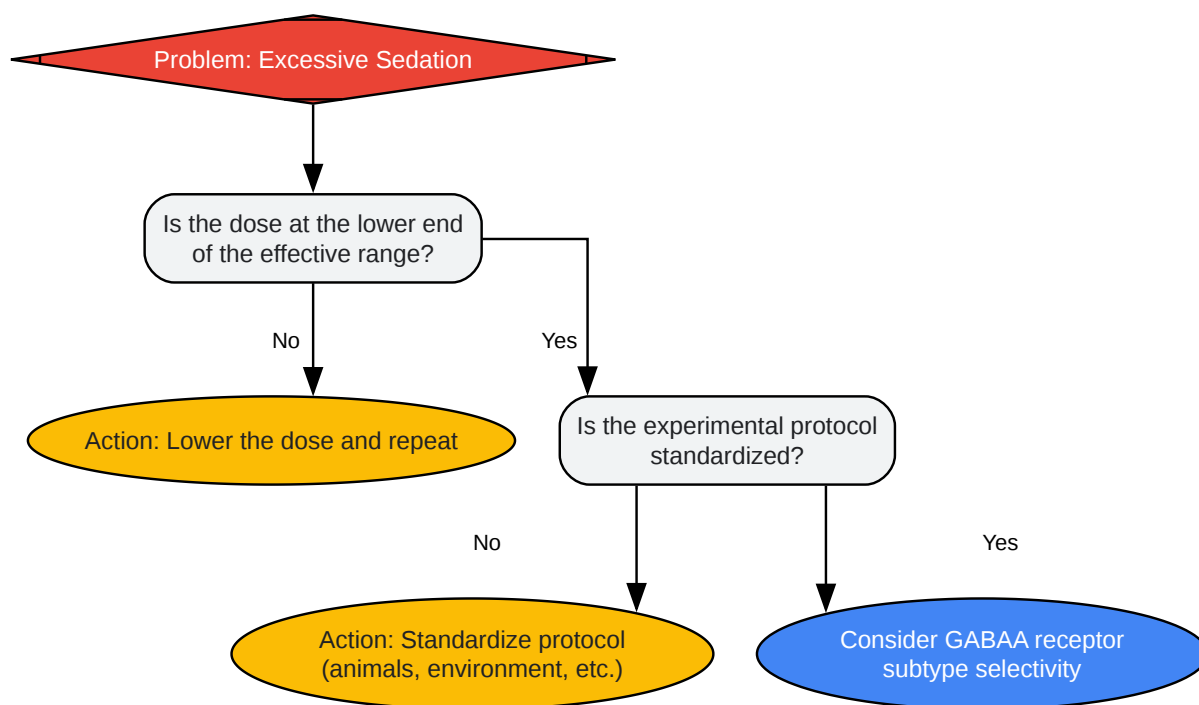 Problem: Excessive Sedation
Is the dose at the lower end
of the effective range?
No
Yes
Action: Lower the dose and repeat
Is the experimental protocol
standardized?
No
Yes
Action: Standardize protocol
(animals, environment, etc.)
Consider GABAA receptor
subtype selectivity